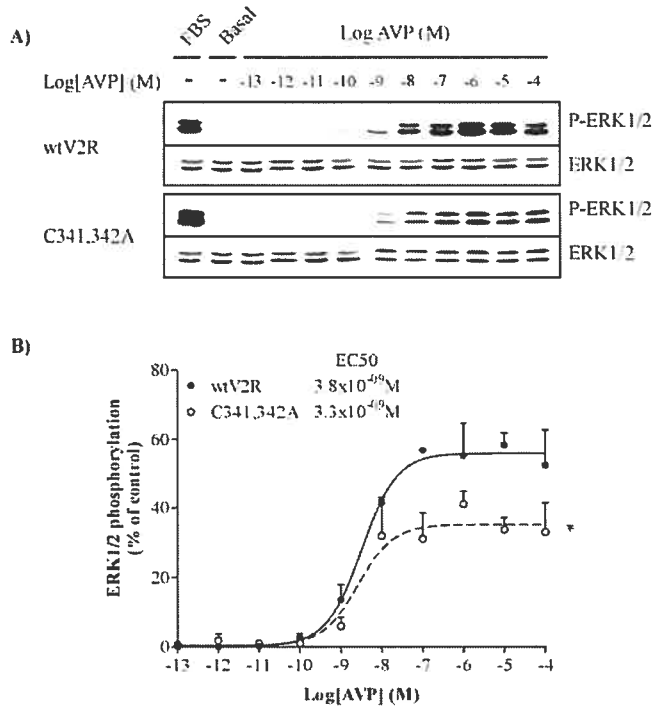 A)
FBS Basal Log AVP (M)
Log[AVP] (M) - - -13 -12 -11 -10 -9 -8 -7 -6 -5 -4
wtV2R
P-ERK1/2
ERK1/2
C341,342A
P-ERK1/2
ERK1/2
B)
EC50
wtV2R 3.8x10-09M
C341,342A 3.3x10-09M
ERK1/2 phosphorylation
(% of control)
80
60
40
20
0
*
-13 -12 -11 -10 -9 -8 -7 -6 -5 -4
Log[AVP] (M)